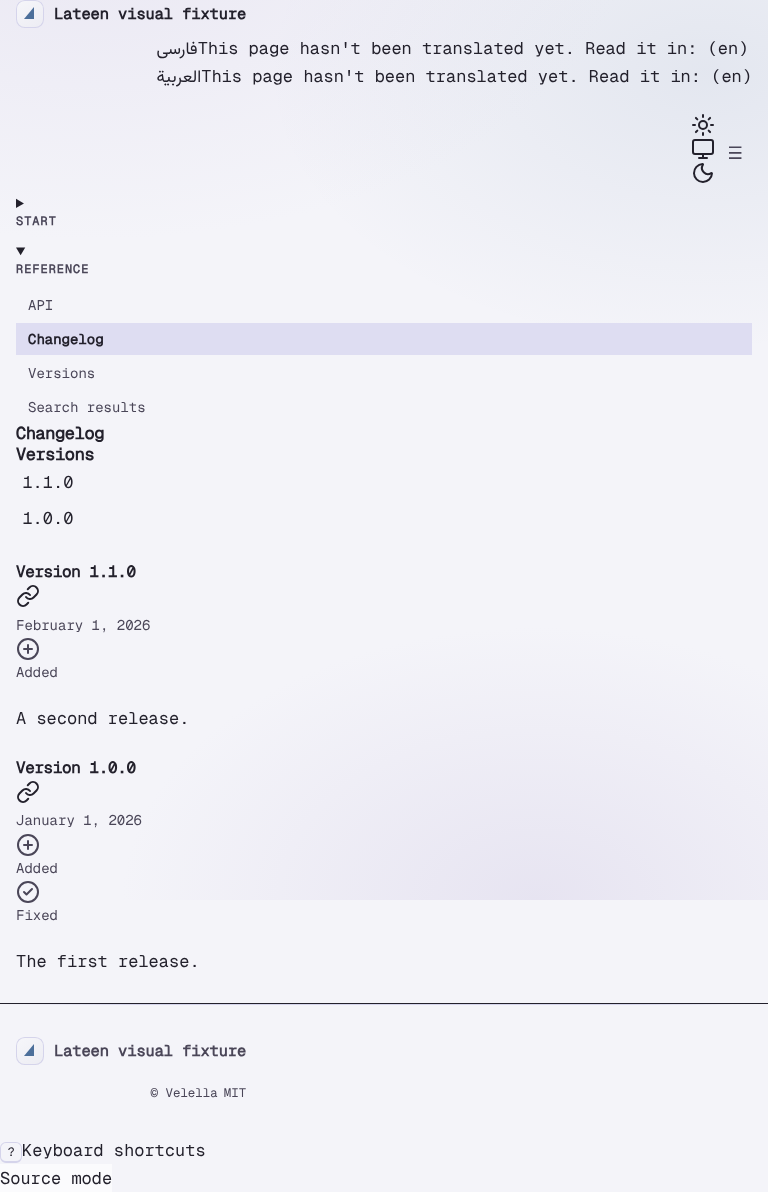 Lateen visual fixture
فارسیThis page hasn't been translated yet. Read it in: (en)
العربيةThis page hasn't been translated yet. Read it in: (en)
START
REFERENCE
API
Changelog
Versions
Search results
Changelog
Versions
1.1.0
1.0.0
Version 1.1.0
February 1, 2026
Added
A second release.
Version 1.0.0
January 1, 2026
Added
Fixed
The first release.
Lateen visual fixture
© Velella MIT
?Keyboard shortcuts
Source mode